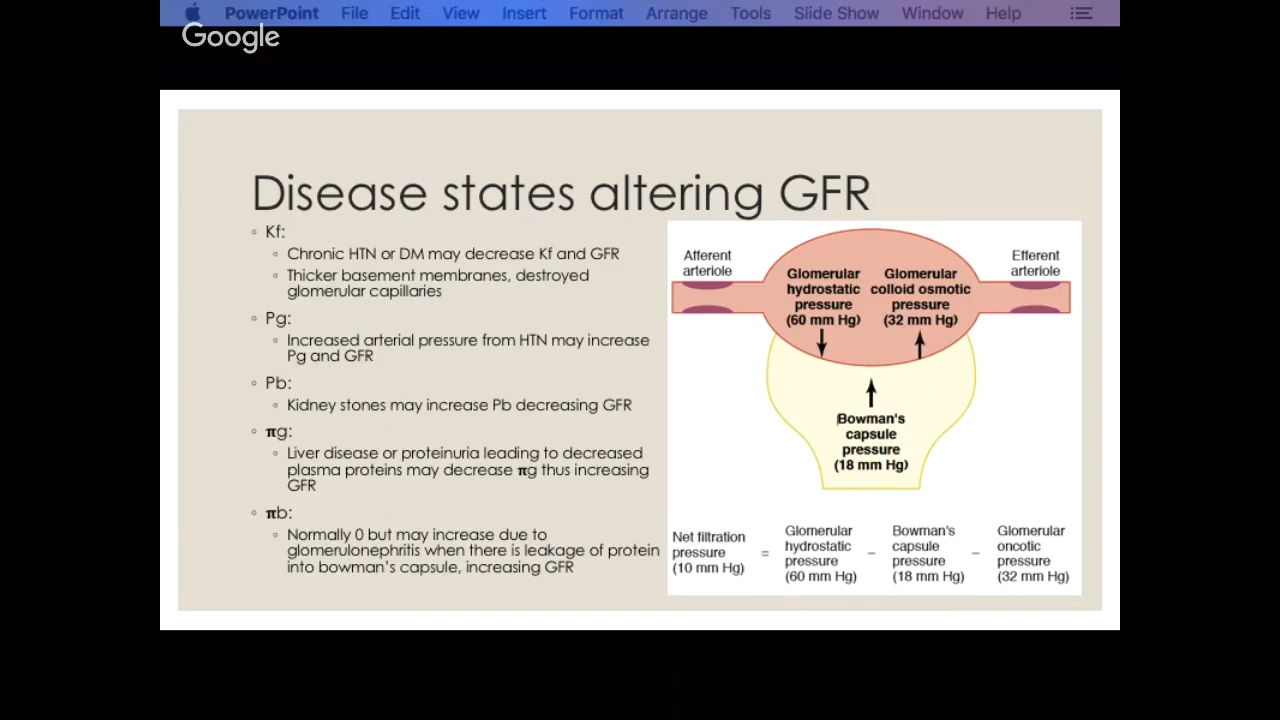 PowerPoint File Edit View Insert Format Arrange Tools Slide Show Window Help
Google
Disease states altering GFR
◦ Kf:
◦ Chronic HTN or DM may decrease Kf and GFR
◦ Thicker basement membranes, destroyed
glomerular capillaries
◦ Pg:
◦ Increased arterial pressure from HTN may increase
Pg and GFR
◦ Pb:
◦ Kidney stones may increase Pb decreasing GFR
◦ πg:
◦ Liver disease or proteinuria leading to decreased
plasma proteins may decrease πg thus increasing
GFR
◦ πb:
◦ Normally 0 but may increase due to
glomerulonephritis when there is leakage of protein
into bowman's capsule, increasing GFR
Afferent
arteriole
Glomerular
hydrostatic
pressure
(60 mm Hg)
Glomerular
colloid osmotic
pressure
(32 mm Hg)
Efferent
arteriole
Bowman's
capsule
pressure
(18 mm Hg)
Net filtration
pressure
(10 mm Hg)
=
Glomerular
hydrostatic
pressure
(60 mm Hg)
–
Bowman's
capsule
pressure
(18 mm Hg)
–
Glomerular
oncotic
pressure
(32 mm Hg)